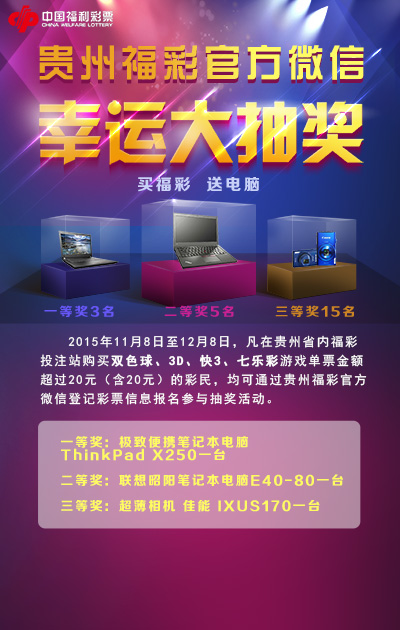 中国福利彩票
CHINA WELFARE LOTTERY
贵州福彩官方微信
幸运大抽奖
买福彩 送电脑
一等奖3名
二等奖5名
三等奖15名
2015年11月8日至12月8日，凡在贵州省内福彩
投注站购买双色球、3D、快3、七乐彩游戏单票金额
超过20元（含20元）的彩民，均可通过贵州福彩官方
微信登记彩票信息报名参与抽奖活动。
一等奖：极致便携笔记本电脑
ThinkPad X250一台
二等奖：联想昭阳笔记本电脑E40-80一台
三等奖：超薄相机 佳能 IXUS170一台